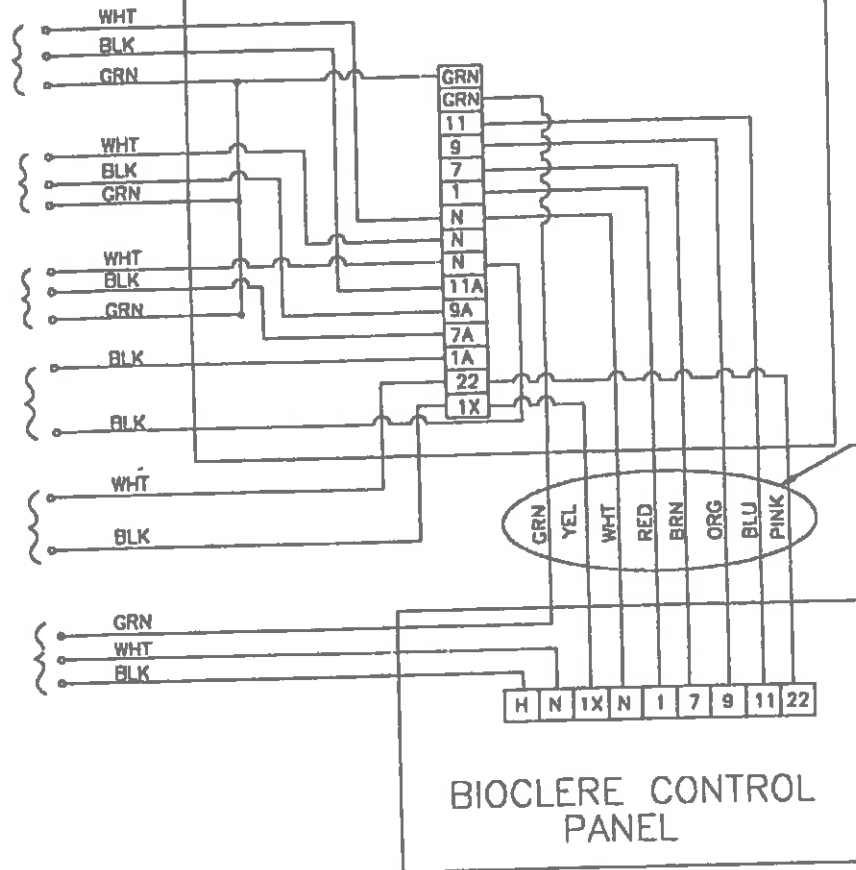 WHT
BLK
GRN
WHT
BLK
GRN
WHT
BLK
GRN
BLK
BLK
WHT
BLK
GRN
WHT
BLK
GRN
GRN
11
9
7
1
N
N
N
11A
9A
7A
1A
22
1X
GRN YEL WHT RED BRN ORG BLU PINK
H N 1X N 1 7 9 11 22
BIOCLERE CONTROL
PANEL